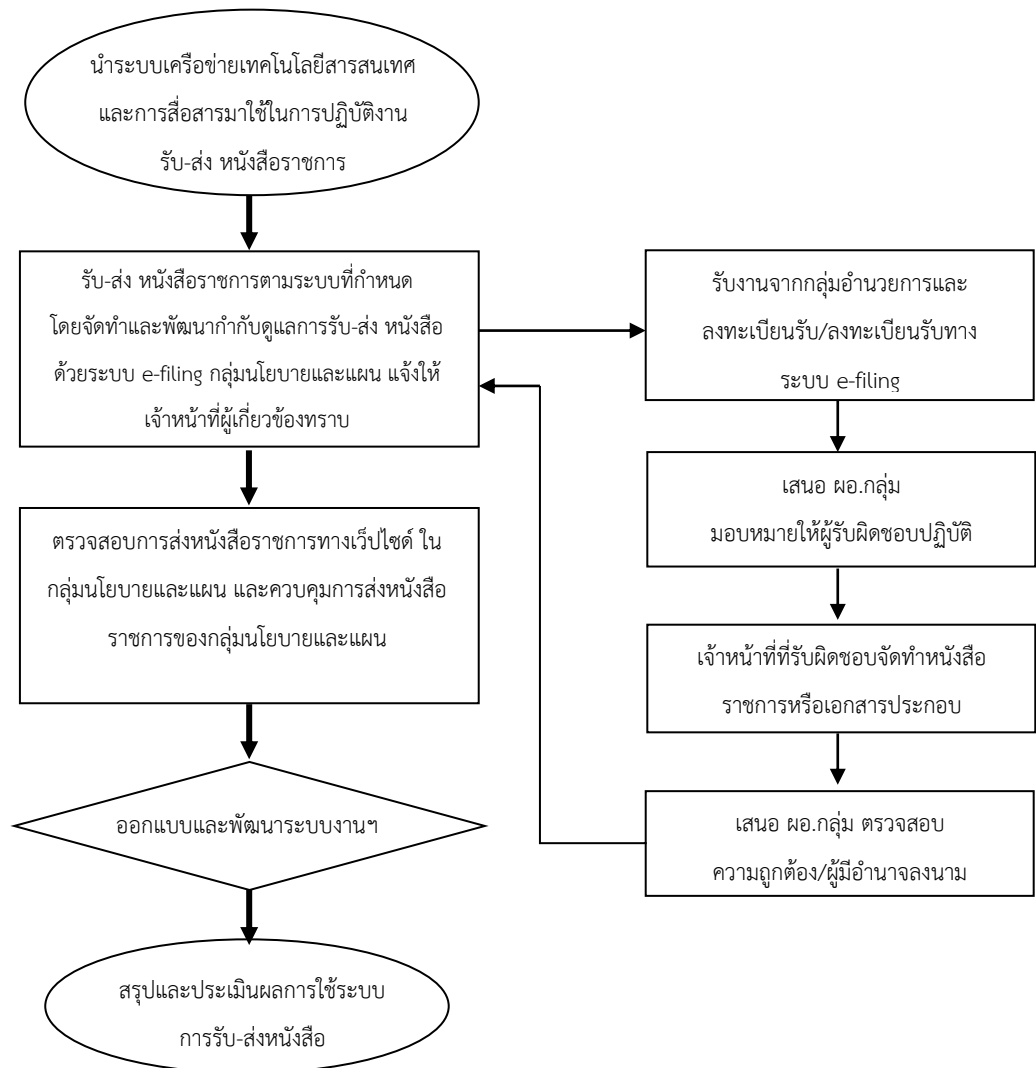 นำระบบเครือข่ายเทคโนโลยีสารสนเทศ
และการสื่อสารมาใช้ในการปฏิบัติงาน
รับ-ส่ง หนังสือราชการ
รับ-ส่ง หนังสือราชการตามระบบที่กำหนด
โดยจัดทำและพัฒนากำกับดูแลการรับ-ส่ง หนังสือ
ด้วยระบบ e-filing กลุ่มนโยบายและแผน แจ้งให้
เจ้าหน้าที่ผู้เกี่ยวข้องทราบ
รับงานจากกลุ่มอำนวยการและ
ลงทะเบียนรับ/ลงทะเบียนรับทาง
ระบบ e-filing
เสนอ ผอ.กลุ่ม
มอบหมายให้ผู้รับผิดชอบปฏิบัติ
เจ้าหน้าที่ที่รับผิดชอบจัดทำหนังสือ
ราชการหรือเอกสารประกอบ
เสนอ ผอ.กลุ่ม ตรวจสอบ
ความถูกต้อง/ผู้มีอำนาจลงนาม
ตรวจสอบการส่งหนังสือราชการทางเว็ปไซด์ ใน
กลุ่มนโยบายและแผน และควบคุมการส่งหนังสือ
ราชการของกลุ่มนโยบายและแผน
ออกแบบและพัฒนาระบบงานฯ
สรุปและประเมินผลการใช้ระบบ
การรับ-ส่งหนังสือ